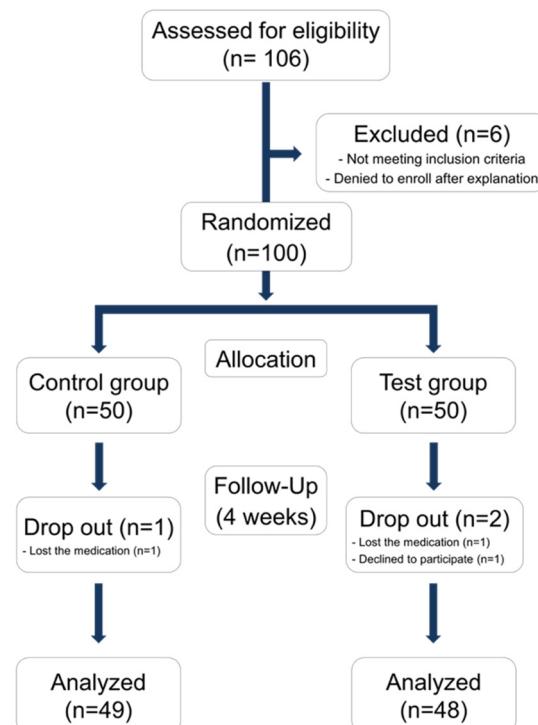 Assessed for eligibility
(n= 106)
Excluded (n=6)
- Not meeting inclusion criteria
- Denied to enroll after explanation
Randomized
(n=100)
Allocation
Control group
(n=50)
Test group
(n=50)
Follow-Up
(4 weeks)
Drop out (n=1)
- Lost the medication (n=1)
Drop out (n=2)
- Lost the medication (n=1)
- Declined to participate (n=1)
Analyzed
(n=49)
Analyzed
(n=48)